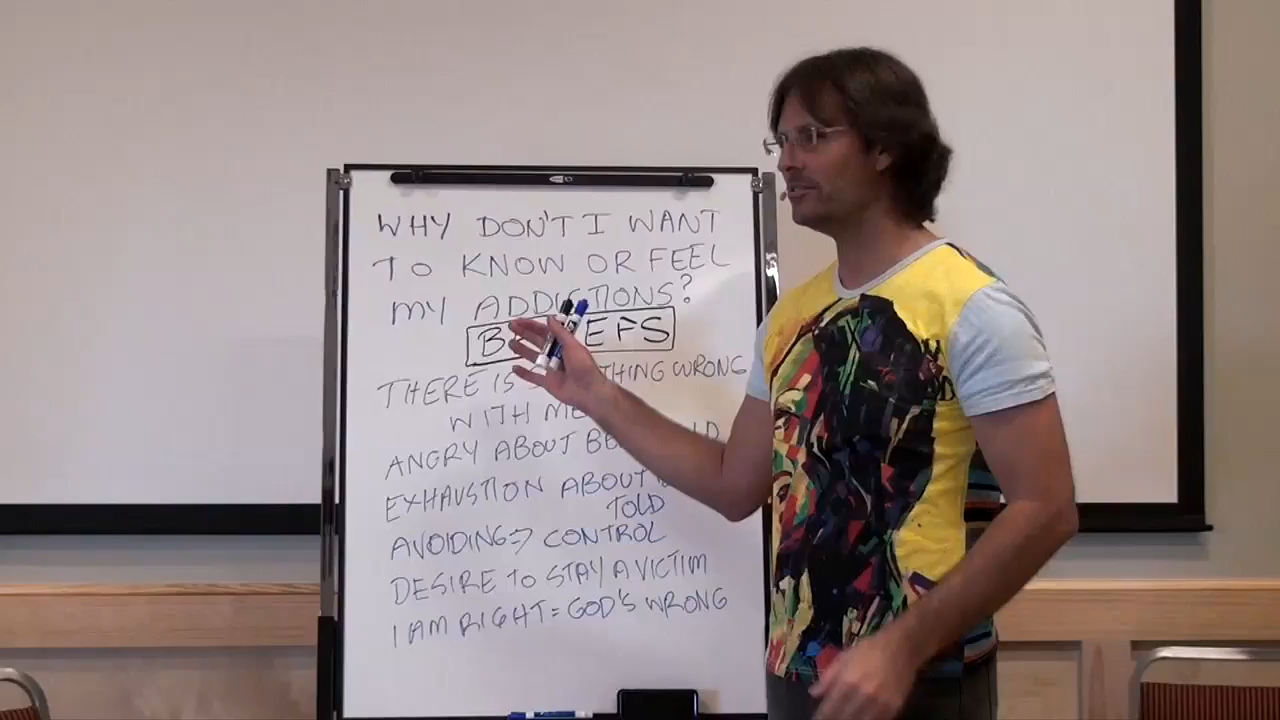 WHY DON'T I WANT
TO KNOW OR FEEL
MY ADDICTIONS?
THERE IS WRONG
WITH ME
ANGRY ABOUT
EXHAUSTION ABOUT
TOLD
AVOIDING => CONTROL
DESIRE TO STAY A VICTIM
I AM RIGHT = GOD'S WRONG